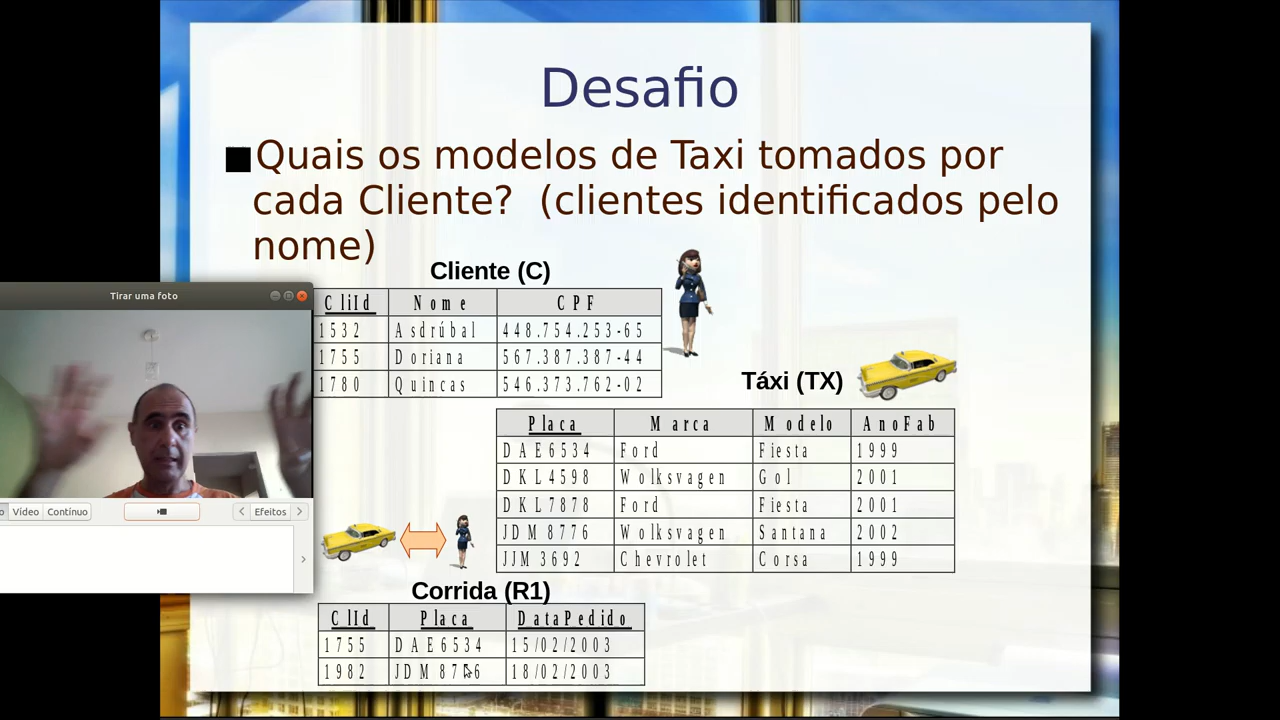 Desafio
Quais os modelos de Taxi tomados por
cada Cliente? (clientes identificados pelo
nome)
Cliente (C)
CliId Nome CPF
1532 Asdrúbal 448.754.253-65
1755 Doriana 567.387.387-44
1780 Quincas 546.373.762-02
Táxi (TX)
Placa Marca Modelo AnoFab
DAE6534 Ford Fiesta 1999
DKL4598 Wolksvagen Gol 2001
DKL7878 Ford Fiesta 2001
JDM8776 Wolksvagen Santana 2002
JJM3692 Chevrolet Corsa 1999
Corrida (R1)
ClId Placa DataPedido
1755 DAE6534 15/02/2003
1982 JDM8776 18/02/2003
Tirar uma foto
o Vídeo Contínuo Efeitos